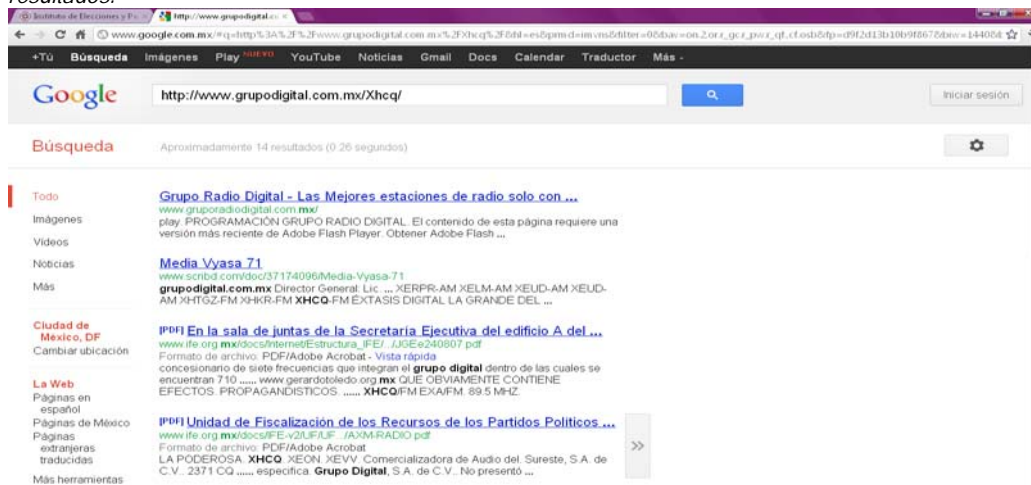 resultados.
http://www.grupodigital.co
www.google.com.mx/#q=http%3A%2F%2Fwww.grupodigital.com.mx%2FXhcq%2F&hl=es&prmd=imvns&filter=0&bav=on.2,or.r_gc.r_pw.r_qf.,cf.osb&fp=d9f2d13b10b9f867&biw=1440&
+Tú Búsqueda Imágenes Play NUEVO YouTube Noticias Gmail Docs Calendar Traductor Más -
Google http://www.grupodigital.com.mx/Xhcq/ Iniciar sesión
Búsqueda Aproximadamente 14 resultados (0.26 segundos)
Todo
Imágenes
Videos
Noticias
Más
Ciudad de
México, DF
Cambiar ubicación
La Web
Páginas en
español
Páginas de México
Páginas
extranjeras
traducidas
Más herramientas
Grupo Radio Digital - Las Mejores estaciones de radio solo con ...
www.gruporadiodigital.com.mx/
play. PROGRAMACIÓN GRUPO RADIO DIGITAL. El contenido de esta página requiere una
versión más reciente de Adobe Flash Player. Obtener Adobe Flash ...
Media Vyasa 71
www.scribd.com/doc/37174096/Media-Vyasa-71
grupodigital.com.mx Director General: Lic. ... XERPR-AM XELM-AM XEUD-AM XEUD-
AM XHTGZ-FM XHKR-FM XHCQ-FM ÉXTASIS DIGITAL LA GRANDE DEL ...
[PDF] En la sala de juntas de la Secretaría Ejecutiva del edificio A del ...
www.ife.org.mx/docs/Internet/Estructura_IFE/.../JGEe240807.pdf
Formato de archivo: PDF/Adobe Acrobat - Vista rápida
concesionario de siete frecuencias que integran el grupo digital dentro de las cuales se
encuentran 710 ...... www.gerardotoledo.org.mx QUE OBVIAMENTE CONTIENE
EFECTOS. PROPAGANDISTICOS. ...... XHCQ/FM EXA/FM. 89.5 MHZ.
[PDF] Unidad de Fiscalización de los Recursos de los Partidos Políticos ...
www.ife.org.mx/docs/IFE-v2/UF/UF.../AXM-RADIO.pdf
Formato de archivo: PDF/Adobe Acrobat
LA PODEROSA. XHCQ. XEON. XEVV. Comercializadora de Audio del. Sureste, S.A. de
C.V.. 2371 CQ ...... especifica. Grupo Digital, S.A. de C.V.. No presentó ...